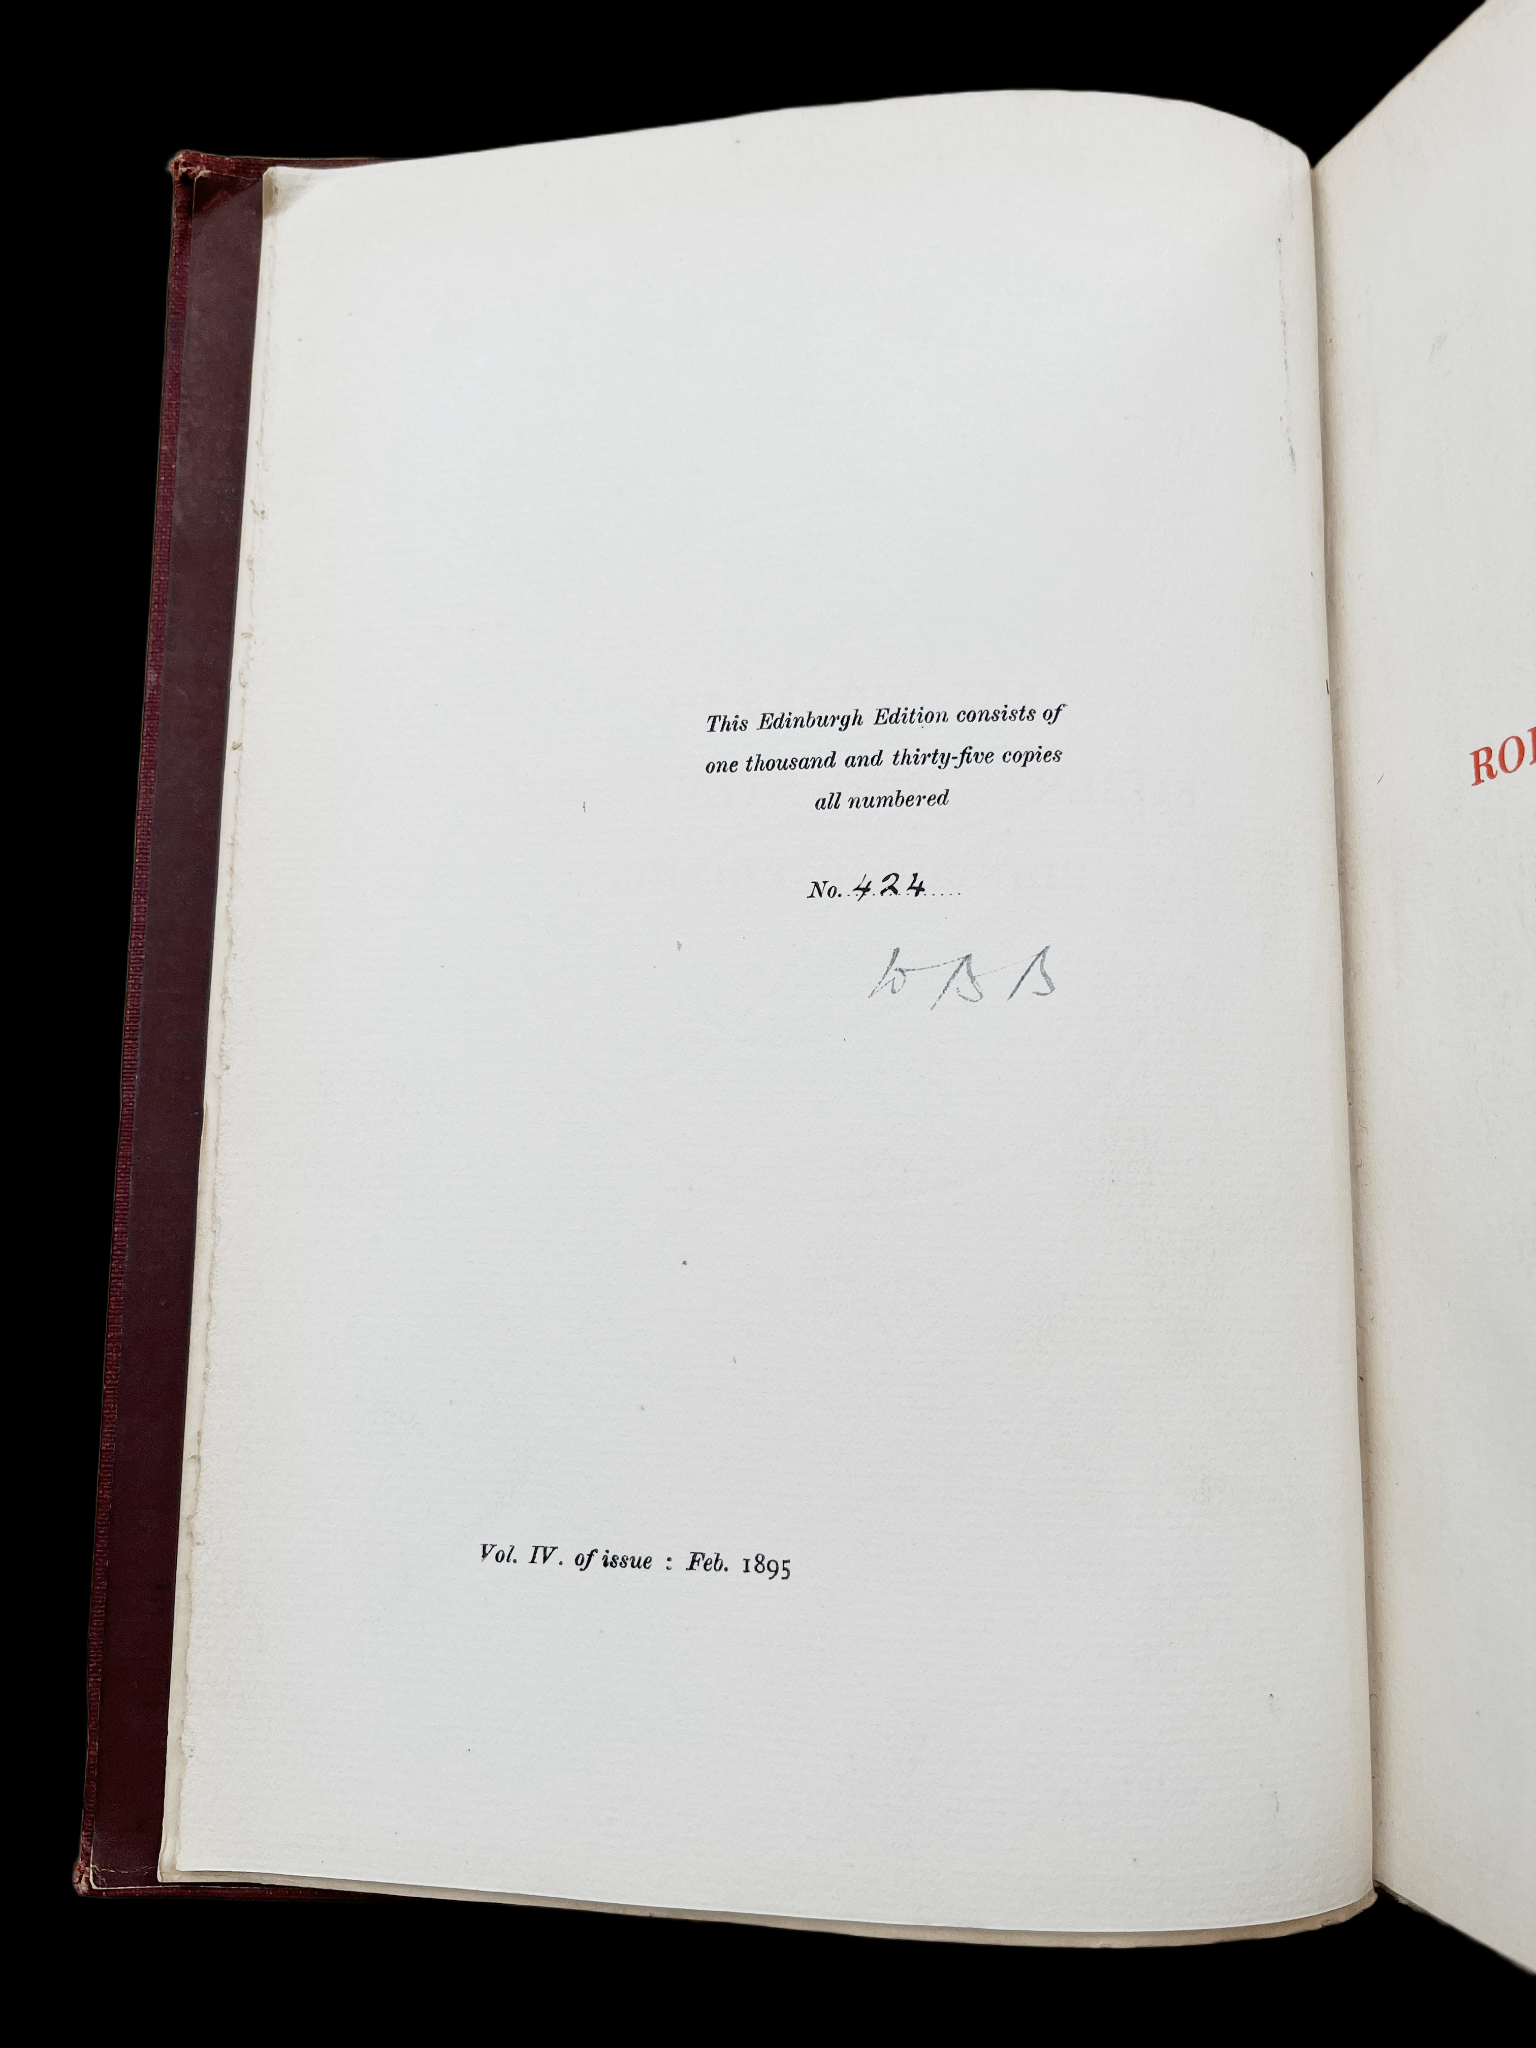 This Edinburgh Edition consists of
one thousand and thirty-five copies
all numbered
No. 424
WBB
Vol. IV. of issue : Feb. 1895